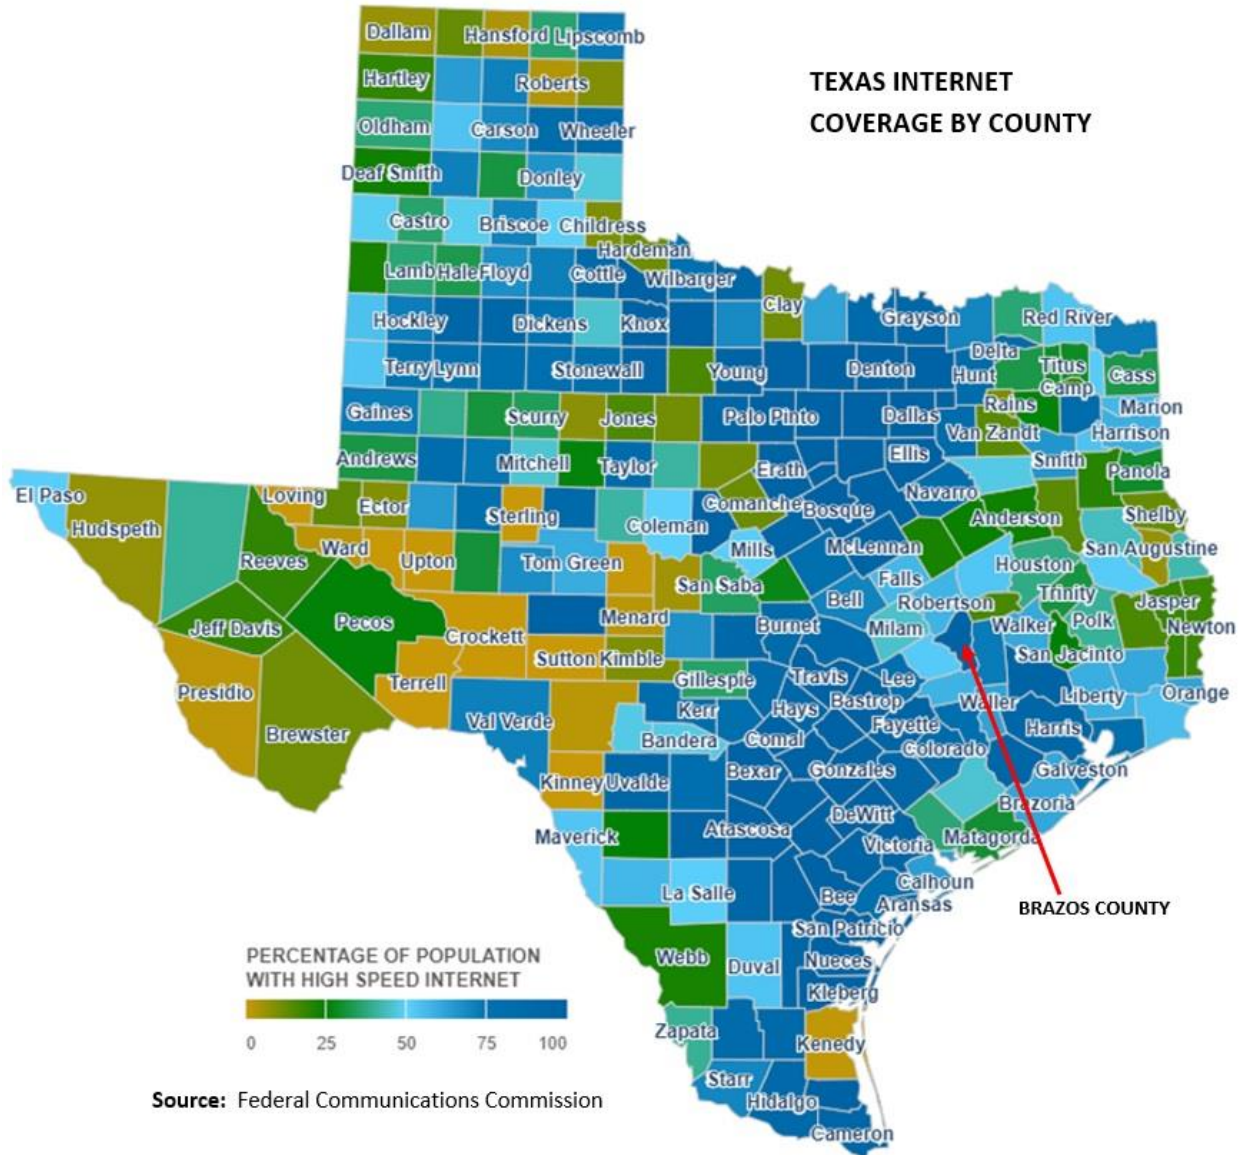 TEXAS INTERNET
COVERAGE BY COUNTY
Dallam
Hansford
Lipscomb
Hartley
Roberts
Oldham
Carson
Wheeler
Deaf Smith
Donley
Castro
Briscoe
Childress
Hardeman
Lamb
Hale
Floyd
Cottle
Wilbarger
Clay
Hockley
Dickens
Knox
Grayson
Red River
Terry
Lynn
Stonewall
Young
Denton
Delta
Hunt
Titus
Camp
Cass
Gaines
Scurry
Jones
Palo Pinto
Dallas
Rains
Marion
Van Zandt
Harrison
Andrews
Mitchell
Taylor
Erath
Ellis
Smith
Panola
El Paso
Loving
Ector
Sterling
Coleman
Comanche
Bosque
Navarro
Hudspeth
Anderson
Shelby
Reeves
Ward
Upton
Tom Green
Mills
McLennan
San Augustine
San Saba
Falls
Houston
Jeff Davis
Pecos
Crockett
Menard
Burnet
Bell
Robertson
Milam
Trinity
Walker
Polk
Jasper
Newton
San Jacinto
Presidio
Terrell
Sutton
Kimble
Gillespie
Travis
Lee
Bastrop
Waller
Liberty
Orange
Brewster
Val Verde
Kerr
Hays
Fayette
Harris
Bandera
Comal
Colorado
Kinney
Uvalde
Bexar
Gonzales
Galveston
Brazoria
Maverick
Atascosa
DeWitt
Victoria
Matagorda
La Salle
Bee
Calhoun
Aransas
BRAZOS COUNTY
San Patricio
Webb
Duval
Nueces
Kleberg
Zapata
Kenedy
Starr
Hidalgo
Cameron
PERCENTAGE OF POPULATION
WITH HIGH SPEED INTERNET
0 25 50 75 100
Source: Federal Communications Commission